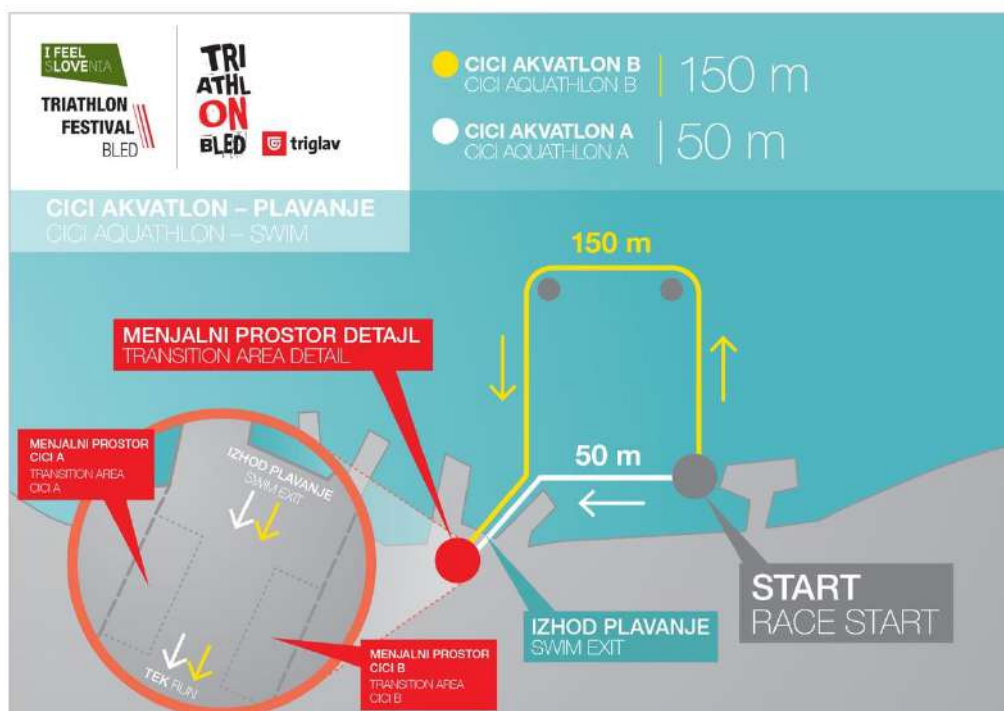 I FEEL
SLOVENIA
TRIATHLON
FESTIVAL
BLED
TRI
ATHL
ON
BLED
triglav
CICI AKVATLON B
CICI AQUATHLON B
150 m
CICI AKVATLON A
CICI AQUATHLON A
50 m
CICI AKVATLON – PLAVANJE
CICI AQUATHLON – SWIM
150 m
MENJALNI PROSTOR DETAJL
TRANSITION AREA DETAIL
MENJALNI PROSTOR
CICI A
TRANSITION AREA
CICI A
IZHOD PLAVANJE
SWIM EXIT
50 m
START
RACE START
IZHOD PLAVANJE
SWIM EXIT
MENJALNI PROSTOR
CICI B
TRANSITION AREA
CICI B
TEK RUN